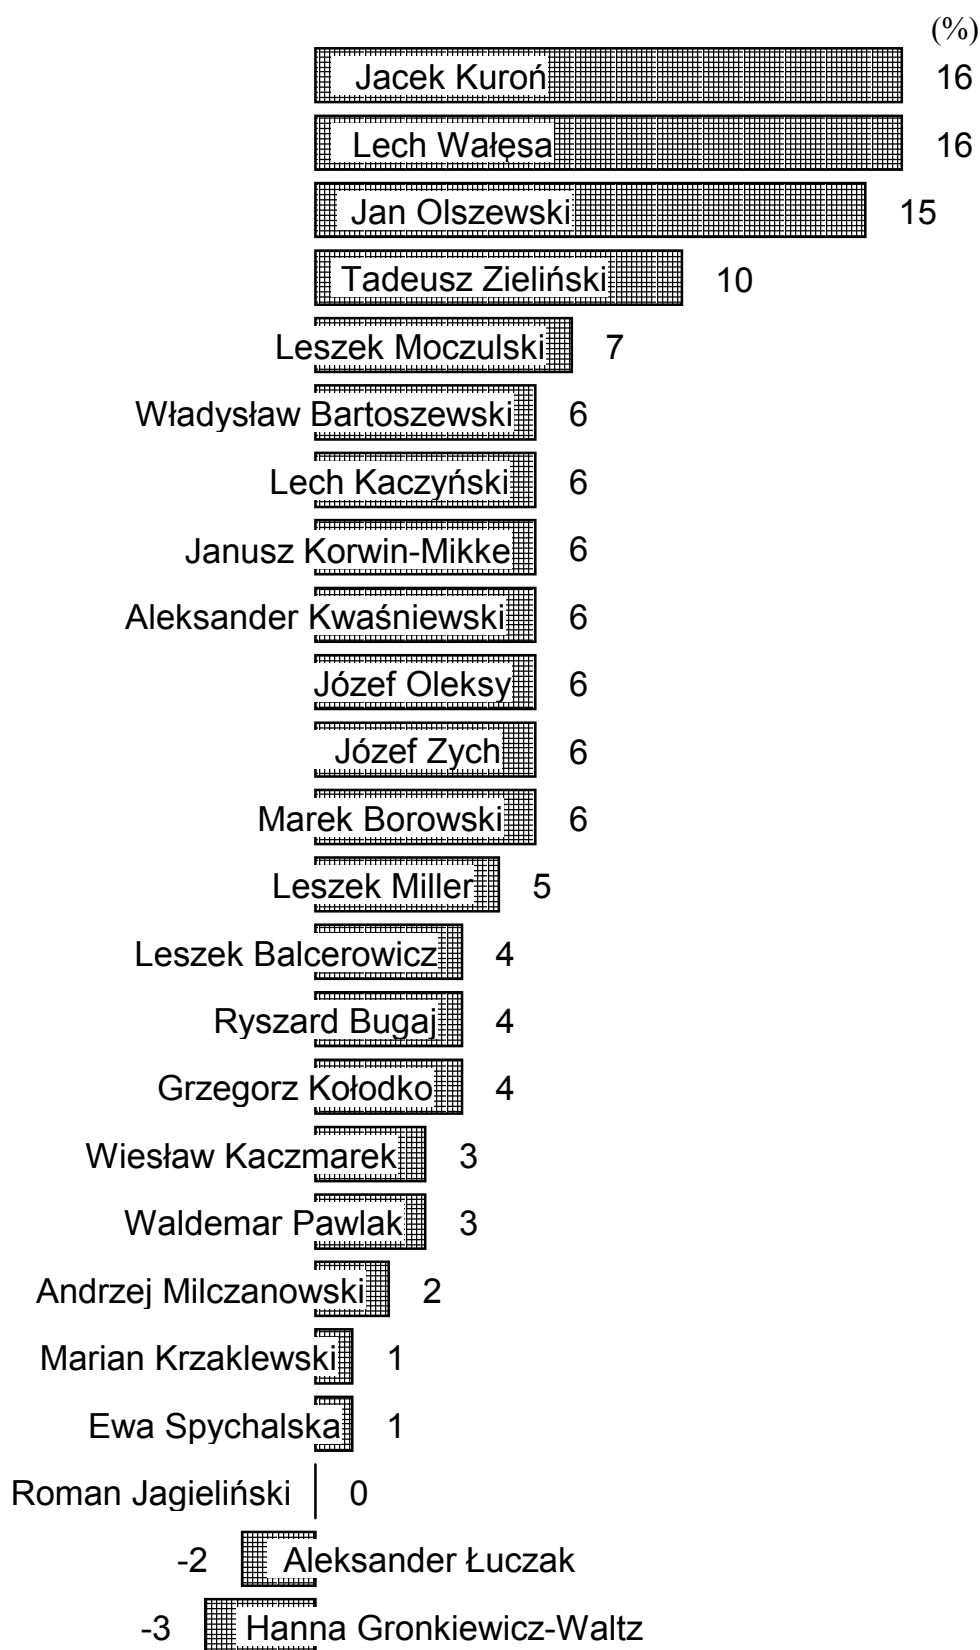 (%)
Jacek Kuroń 16
Lech Wałęsa 16
Jan Olszewski 15
Tadeusz Zieliński 10
Leszek Moczulski 7
Władysław Bartoszewski 6
Lech Kaczyński 6
Janusz Korwin-Mikke 6
Aleksander Kwaśniewski 6
Józef Oleksy 6
Józef Zych 6
Marek Borowski 6
Leszek Miller 5
Leszek Balcerowicz 4
Ryszard Bugaj 4
Grzegorz Kołodko 4
Wiesław Kaczmarek 3
Waldemar Pawlak 3
Andrzej Milczanowski 2
Marian Krzaklewski 1
Ewa Spychalska 1
Roman Jagieliński 0
-2 Aleksander Łuczak
-3 Hanna Gronkiewicz-Waltz